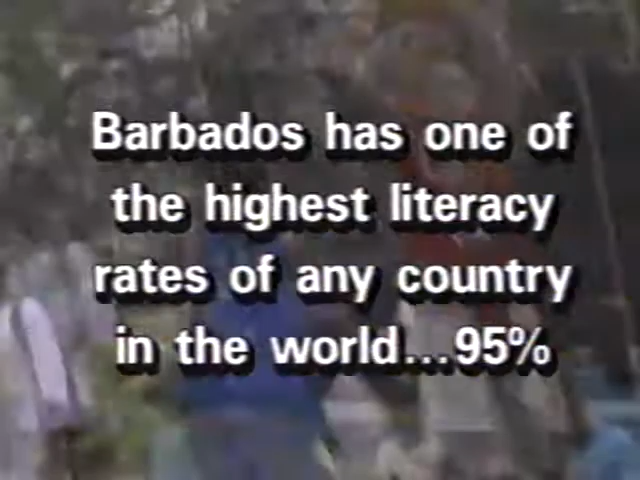 Barbados has one of
the highest literacy
rates of any country
in the world...95%